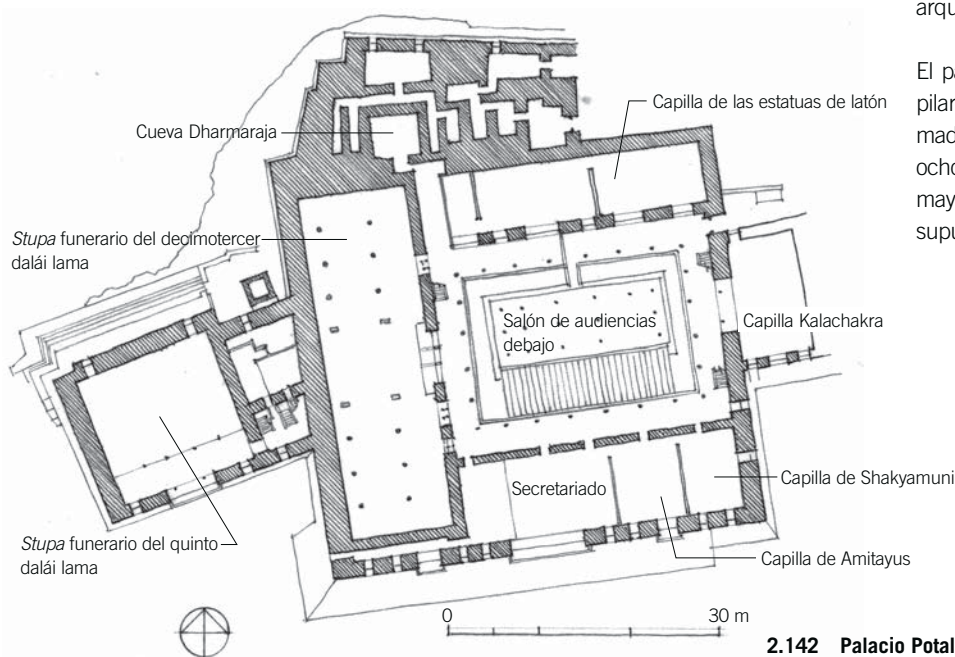 arqu
El pa
pilar
mad
ocho
may
supu
Capilla de las estatuas de latón
Cueva Dharmaraja
Stupa funerario del decimotercer
dalái lama
Salón de audiencias
debajo
Capilla Kalachakra
Secretariado
Capilla de Shakyamuni
Stupa funerario del quinto
dalái lama
Capilla de Amitayus
0 30 m
2.142 Palacio Potal